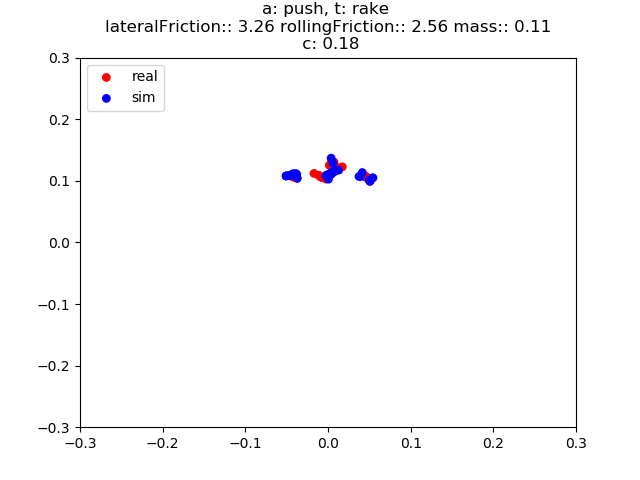 a: push, t: rake
lateralFriction:: 3.26 rollingFriction:: 2.56 mass:: 0.11
c: 0.18
real
sim
0.3
0.2
0.1
0.0
−0.1
−0.2
−0.3
−0.3
−0.2
−0.1
0.0
0.1
0.2
0.3